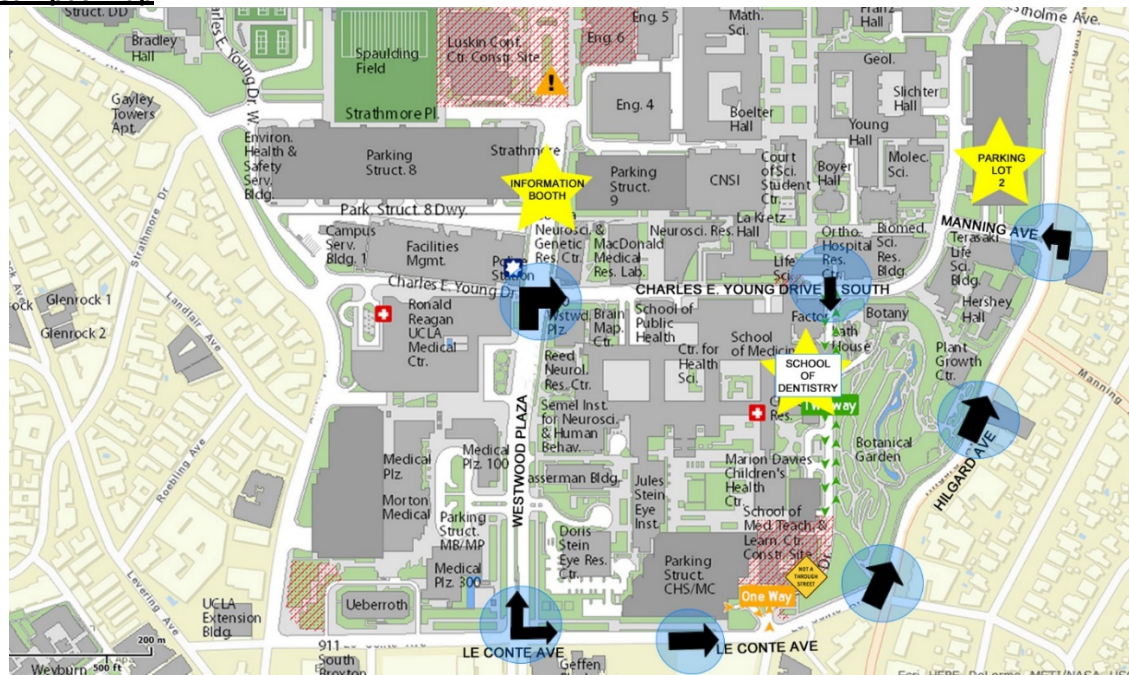 Struct. DD
Bradley
Hall
Gayley
Towers
Apt.
Charles E. Young Dr. W.
Spaulding
Field
Strathmore Pl.
Luskin Conf.
Ctr. Constr. Site
Eng. 5
Eng. 6
Eng. 4
Math.
Sci.
Boelter
Hall
Franz
Hall
Geol.
Slichter
Hall
Young
Hall
Westholme Ave.
Environ.
Health &
Safety
Serv.
Bldg.
Parking
Struct. 8
Strathmore
INFORMATION
BOOTH
Parking
Struct.
9
CNSI
Court
of Sci.
Student
Ctr.
Boyer
Hall
Molec.
Sci.
PARKING
LOT
2
Strathmore Dr
Park. Struct. 8 Dwy.
Campus
Serv.
Bldg. 1
Facilities
Mgmt.
Police
Station
Neurosci. &
Genetic
Res. Ctr.
MacDonald
Medical
Res. Lab.
Neurosci. Res.
La Kretz
Hall
Life
Sci.
Ortho.
Hospital
Res.
Ctr.
Biomed.
Sci.
Res.
Bldg.
MANNING AVE
Terasaki
Life
Sci.
Bldg.
Hershey
Hall
Charles E. Young Dr.
CHARLES E. YOUNG DRIVE SOUTH
Glenrock 1
Glenrock 2
Landfair Ave
Ronald
Reagan
UCLA
Medical
Ctr.
Wstwd.
Plz.
Brain
Map.
Ctr.
School of
Public
Health
Factor
Botany
School
of Medicine
Ctr. for
Health
Sci.
SCHOOL
OF
DENTISTRY
Plant
Growth
Ctr.
Manning
Reed
Neurol.
Res. Ctr.
Res.
Semel Inst.
for Neurosci.
& Human
Behav.
WESTWOOD PLAZA
Botanical
Garden
HILGARD AVE
Roebling Ave
Medical
Plz.
Medical
Plz. 100
Morton
Medical
Wasserman Bldg.
Jules
Stein
Eye
Inst.
Marion Davies
Children's
Health
Ctr.
School of
Med. Teach. &
Learn. Ctr.
Constr. Site
Dr.
Parking
Struct.
MB/MP
Medical
Plz. 300
Doris
Stein
Eye Res.
Ctr.
Parking
Struct.
CHS/MC
NOT A
THROUGH
STREET
One Way
Levering Ave
UCLA
Extension
Bldg.
Ueberroth
LE CONTE AVE
LE CONTE AVE
200 m
500 ft
Weyburn
911
South
Broxton
Geffen